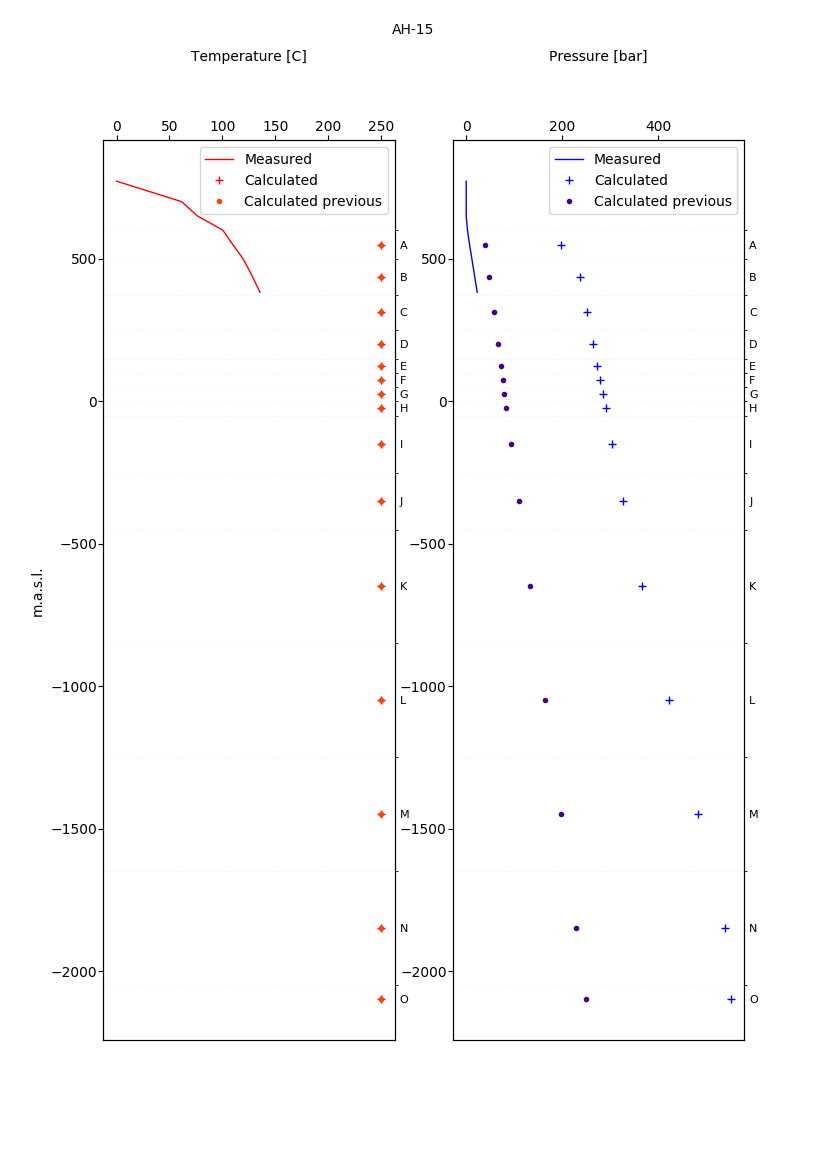 AH-15
Temperature [C]
Pressure [bar]
0 50 100 150 200 250
0 200 400
Measured
Calculated
Calculated previous
Measured
Calculated
Calculated previous
500
0
−500
−1000
−1500
−2000
m.a.s.l.
A
B
C
D
E
F
G
H
I
J
K
L
M
N
O
500
0
−500
−1000
−1500
−2000
A
B
C
D
E
F
G
H
I
J
K
L
M
N
O